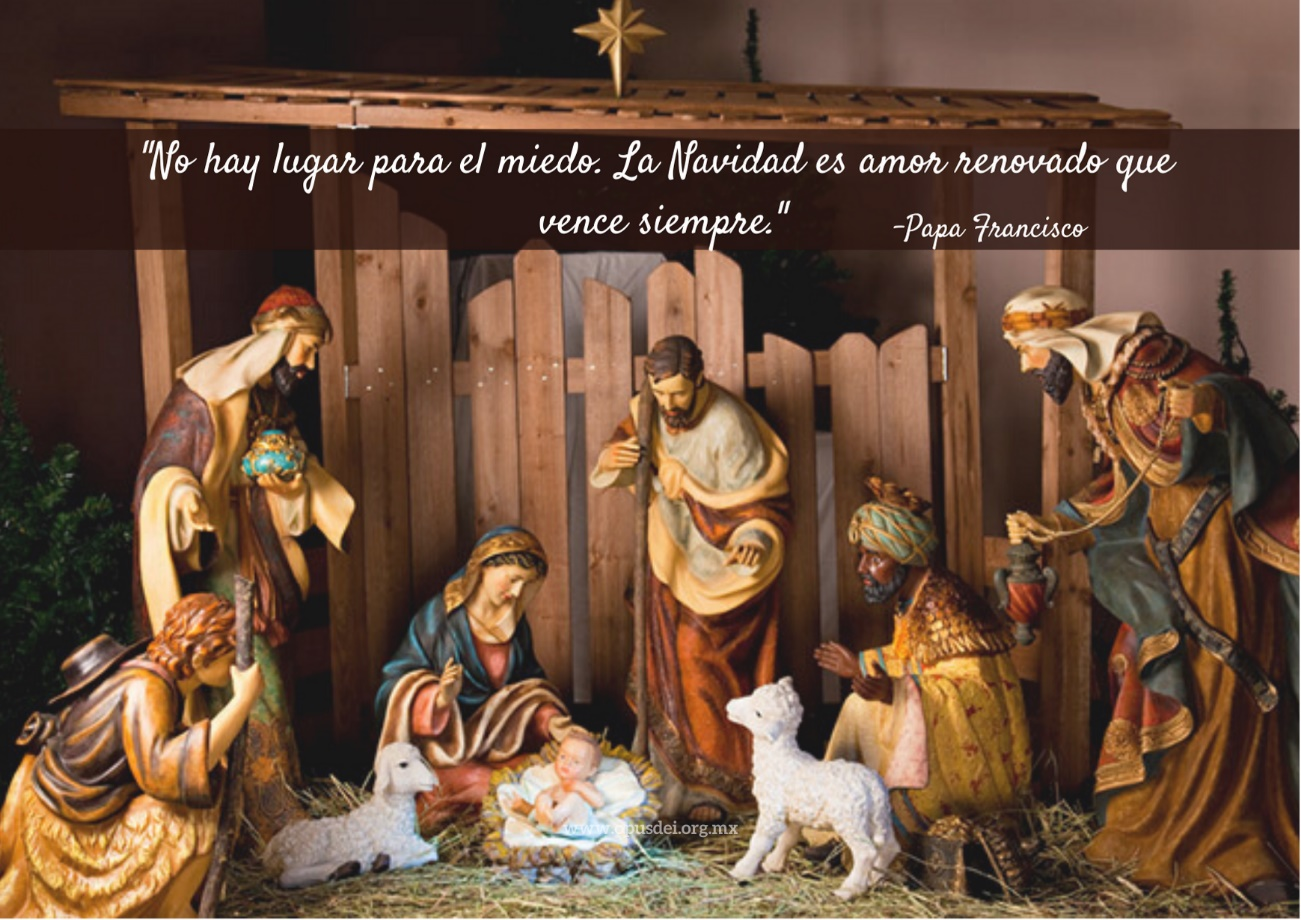 "No hay lugar para el miedo. La Navidad es amor renovado que
vence siempre."
-Papa Francisco
www.opusdei.org.mx